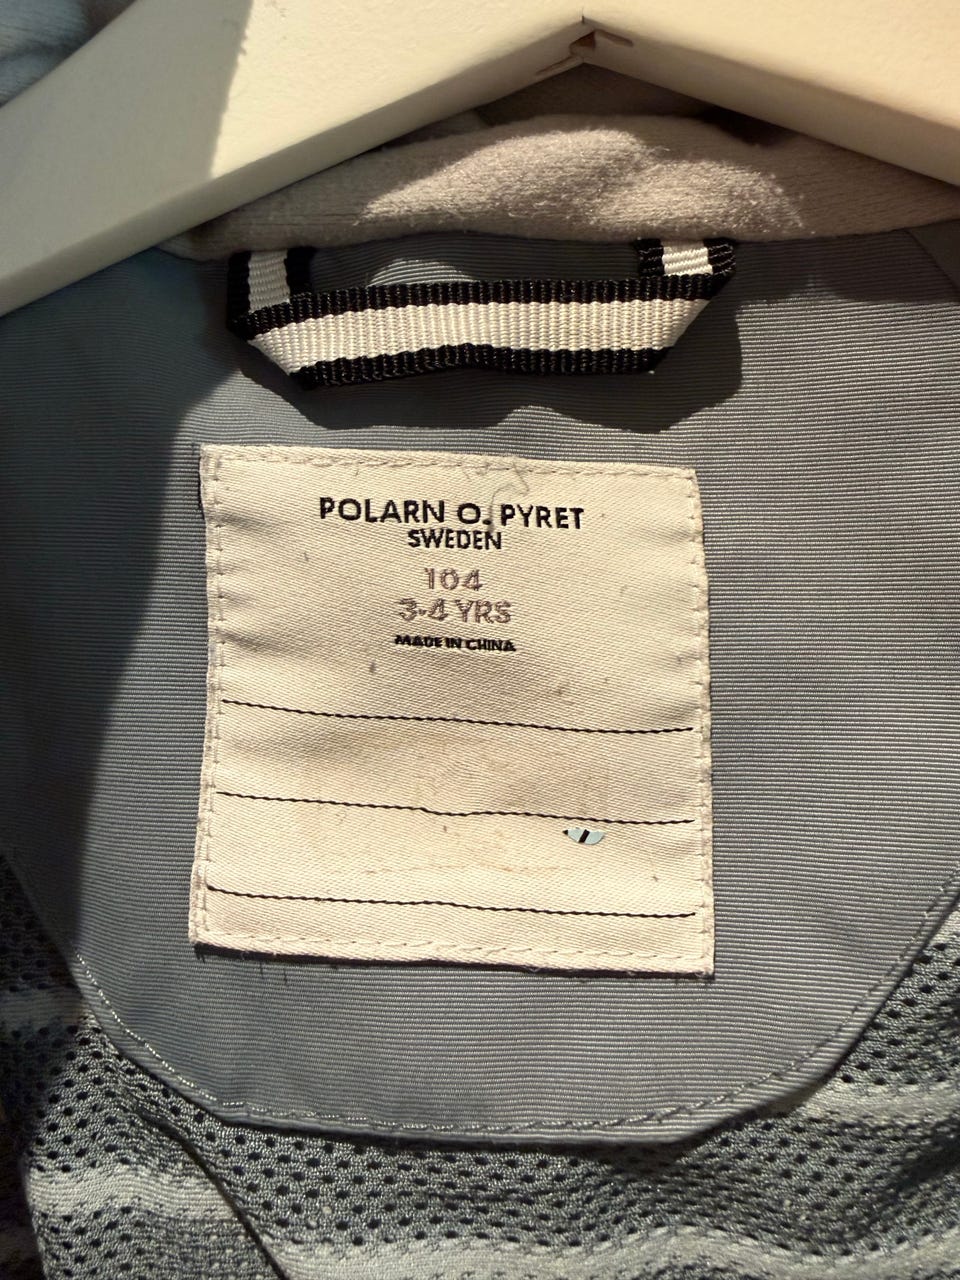 POLARN O. PYRET
SWEDEN
104
3-4 YRS
MADE IN CHINA